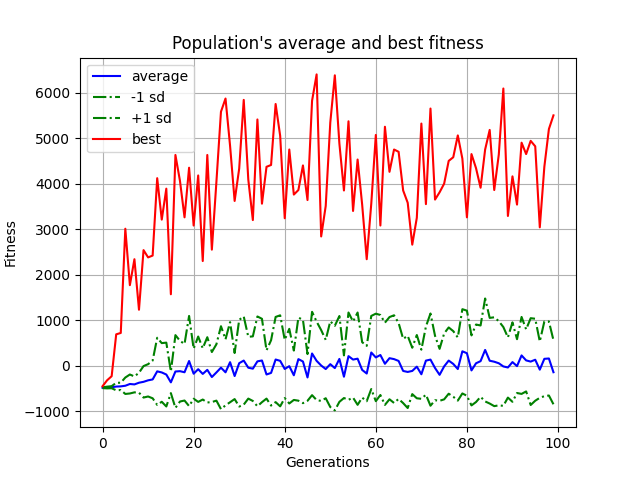 Population's average and best fitness
average
-1 sd
+1 sd
best
6000
5000
4000
3000
2000
1000
0
−1000
Fitness
0 20 40 60 80 100
Generations